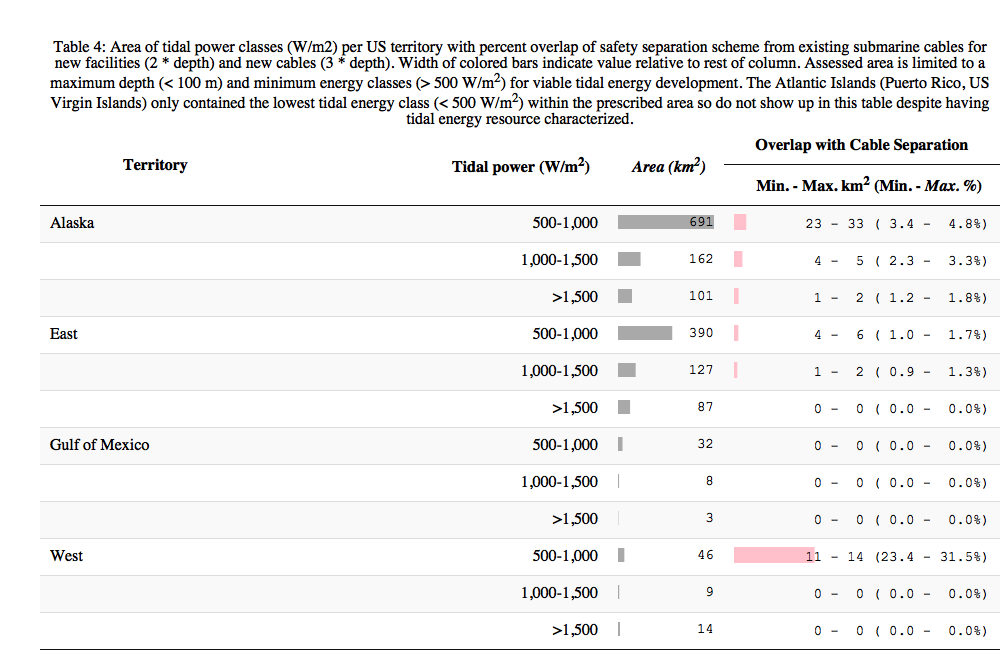 Table 4: Area of tidal power classes (W/m2) per US territory with percent overlap of safety separation scheme from existing submarine cables for
new facilities (2 * depth) and new cables (3 * depth). Width of colored bars indicate value relative to rest of column. Assessed area is limited to a
maximum depth (< 100 m) and minimum energy classes (> 500 W/m²) for viable tidal energy development. The Atlantic Islands (Puerto Rico, US
Virgin Islands) only contained the lowest tidal energy class (< 500 W/m²) within the prescribed area so do not show up in this table despite having
tidal energy resource characterized.
Overlap with Cable Separation
Territory Tidal power (W/m²) Area (km²)
Min. - Max. km² (Min. - Max. %)
Alaska 500-1,000 691 23 - 33 ( 3.4 - 4.8%)
1,000-1,500 162 4 - 5 ( 2.3 - 3.3%)
>1,500 101 1 - 2 ( 1.2 - 1.8%)
East 500-1,000 390 4 - 6 ( 1.0 - 1.7%)
1,000-1,500 127 1 - 2 ( 0.9 - 1.3%)
>1,500 87 0 - 0 ( 0.0 - 0.0%)
Gulf of Mexico 500-1,000 32 0 - 0 ( 0.0 - 0.0%)
1,000-1,500 8 0 - 0 ( 0.0 - 0.0%)
>1,500 3 0 - 0 ( 0.0 - 0.0%)
West 500-1,000 46 11 - 14 (23.4 - 31.5%)
1,000-1,500 9 0 - 0 ( 0.0 - 0.0%)
>1,500 14 0 - 0 ( 0.0 - 0.0%)